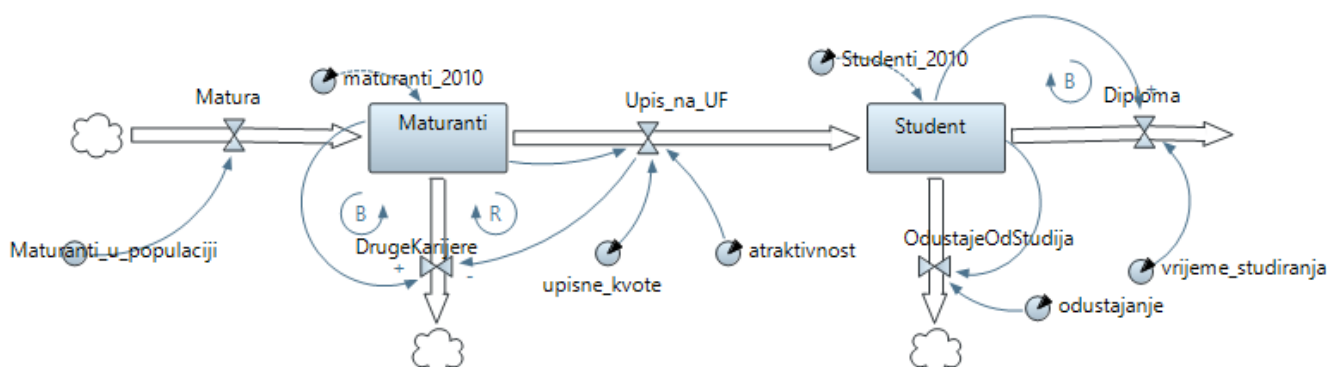 maturanti_2010
Studenti_2010
Matura
Upis_na_UF
B
Diploma
+
Maturanti
Student
B
R
Maturanti_u_populaciji
DrugeKarijere
atraktivnost
OdustajeOdStudija
+
-
upisne_kvote
vrijeme_studiranja
odustajanje